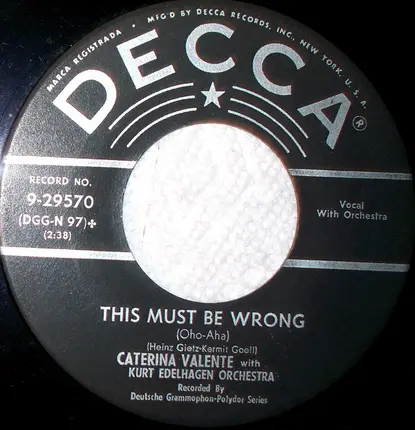 MARCA REGISTRADA • MFG'D BY DECCA RECORDS, INC., NEW YORK, U. S. A.
DECCA®
RECORD NO.
9-29570
(DGG-N 97)✢
(2:38)
Vocal
With Orchestra
THIS MUST BE WRONG
(Oho-Aha)
(Heinz Gietz-Kermit Goell)
CATERINA VALENTE with
KURT EDELHAGEN ORCHESTRA
Recorded By
Deutsche Grammophon-Polydor Series